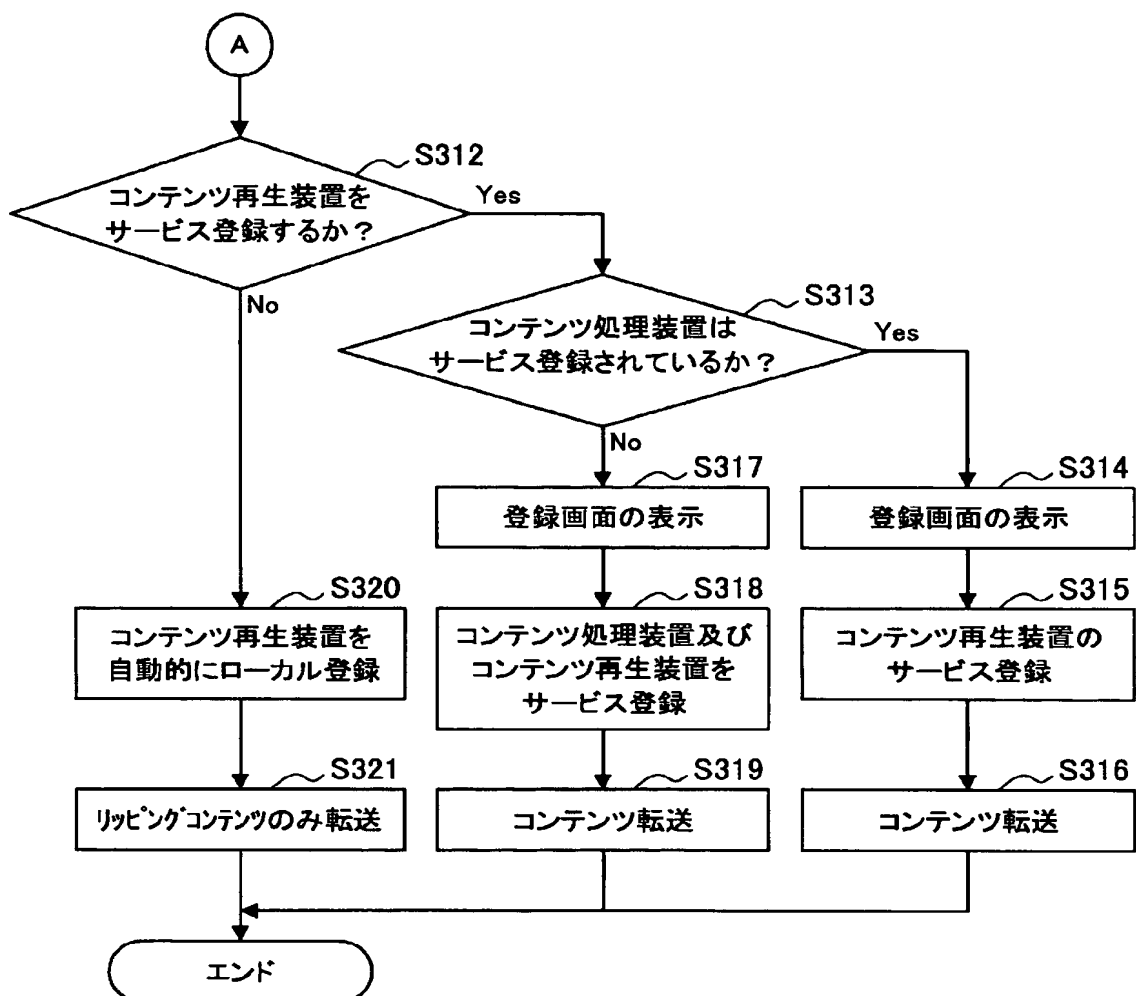 A
S312
コンテンツ再生装置を
サービス登録するか？
Yes
No
S313
コンテンツ処理装置は
サービス登録されているか？
Yes
No
S317
登録画面の表示
S314
登録画面の表示
S320
コンテンツ再生装置を
自動的にローカル登録
S318
コンテンツ処理装置及び
コンテンツ再生装置を
サービス登録
S315
コンテンツ再生装置の
サービス登録
S321
リッピングコンテンツのみ転送
S319
コンテンツ転送
S316
コンテンツ転送
エンド